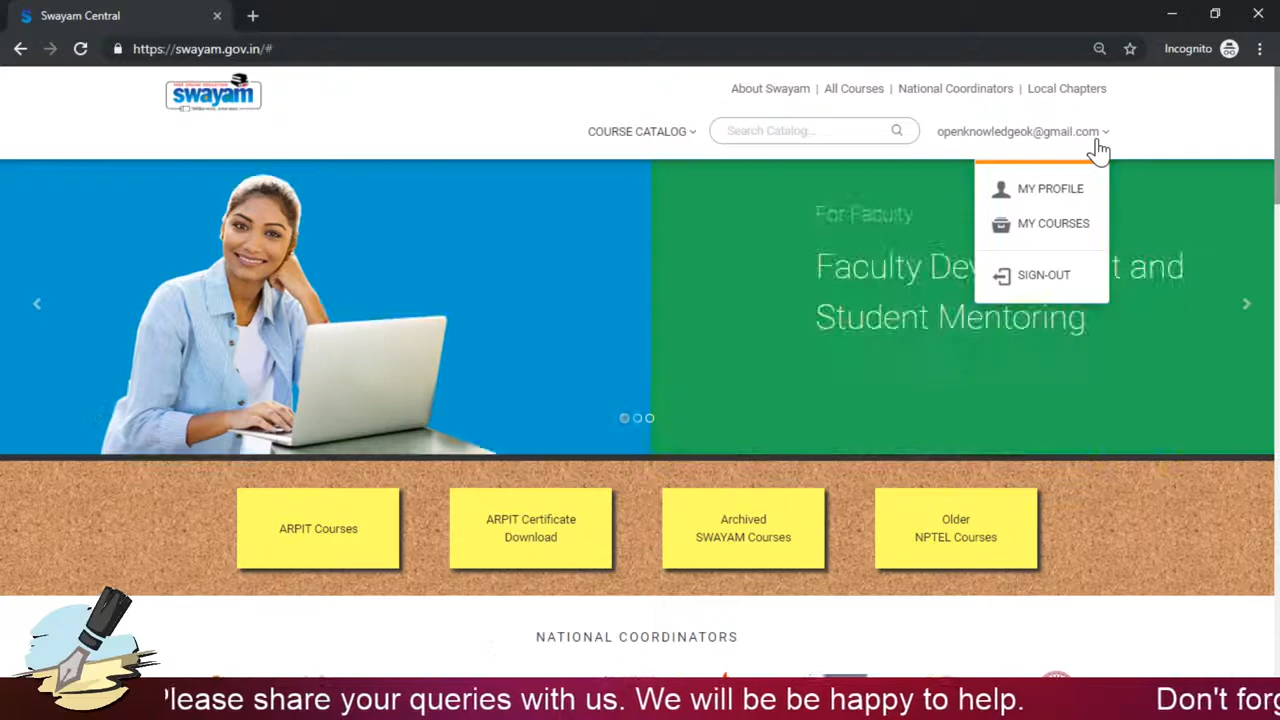 Swayam Central
https://swayam.gov.in/#
Incognito
swayam
About Swayam | All Courses | National Coordinators | Local Chapters
COURSE CATALOG
Search Catalog...
openknowledgeok@gmail.com
MY PROFILE
MY COURSES
SIGN-OUT
For Faculty
Faculty Dev t and
Student Mentoring
ARPIT Courses
ARPIT Certificate
Download
Archived
SWAYAM Courses
Older
NPTEL Courses
NATIONAL COORDINATORS
Please share your queries with us. We will be be happy to help.
Don't forg